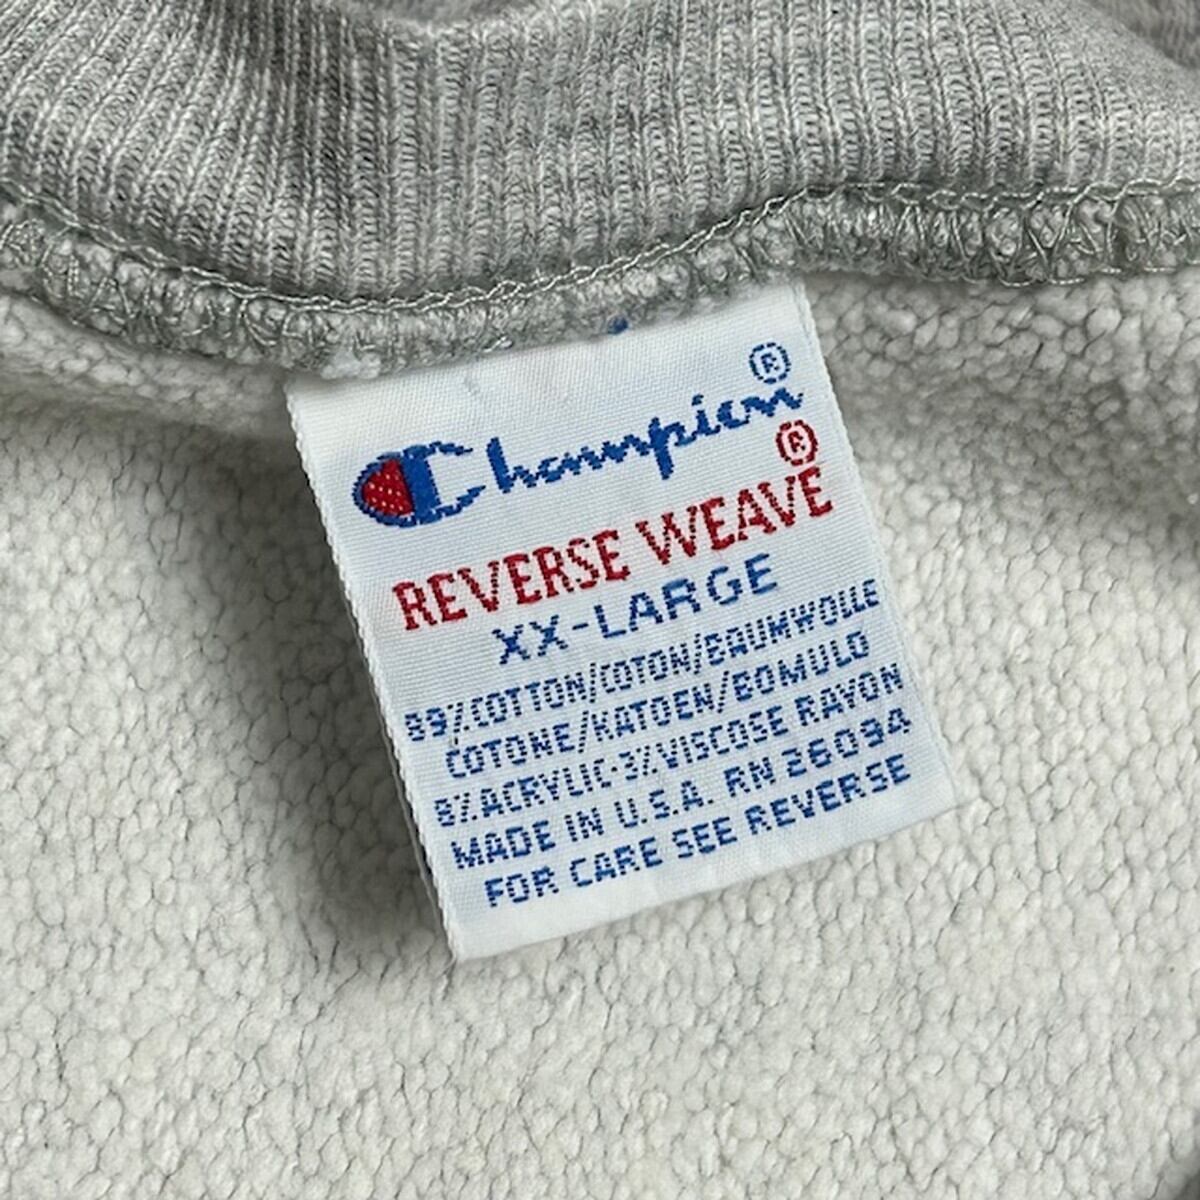 Champion®
REVERSE WEAVE®
XX-LARGE
89%COTTON/COTON/BAUMWOLLE
COTONE/KATOEN/BOMULD
8%ACRYLIC·3%VISCOSE RAYON
MADE IN U.S.A. RN 26094
FOR CARE SEE REVERSE